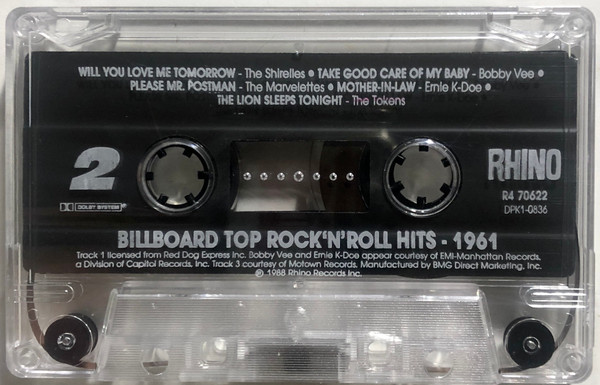 WILL YOU LOVE ME TOMORROW - The Shirelles • TAKE GOOD CARE OF MY BABY - Bobby Vee •
PLEASE MR. POSTMAN - The Marvelettes • MOTHER-IN-LAW - Ernie K-Doe •
THE LION SLEEPS TONIGHT - The Tokens
2
RHINO
R4 70622
DPK1-0836
DOLBY SYSTEM
BILLBOARD TOP ROCK'N'ROLL HITS - 1961
Track 1 licensed from Red Dog Express Inc. Bobby Vee and Ernie K-Doe appear courtesy of EMI-Manhattan Records,
a Division of Capitol Records, Inc. Track 3 courtesy of Motown Records. Manufactured by BMG Direct Marketing, Inc.
℗ 1988 Rhino Records Inc.